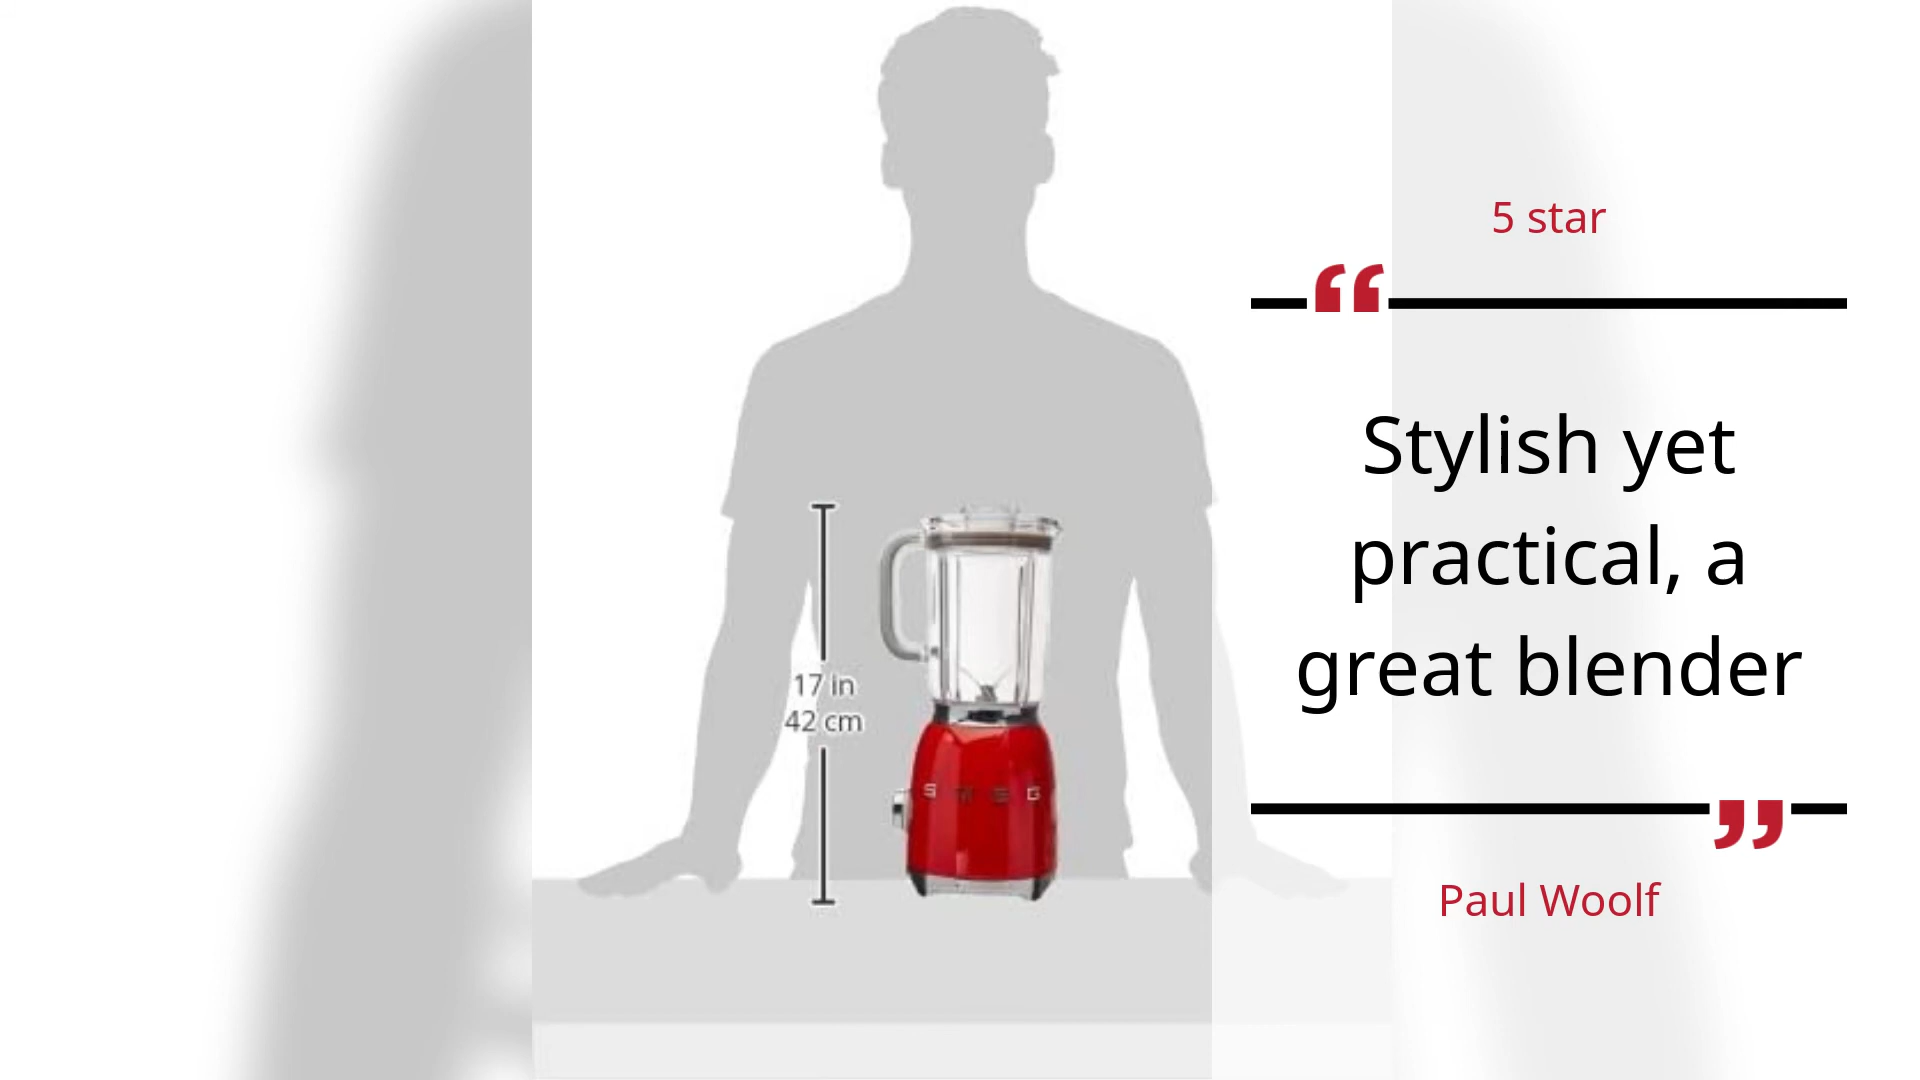 5 star
“
Stylish yet
practical, a
great blender
”
Paul Woolf
17 in
42 cm
SMEG